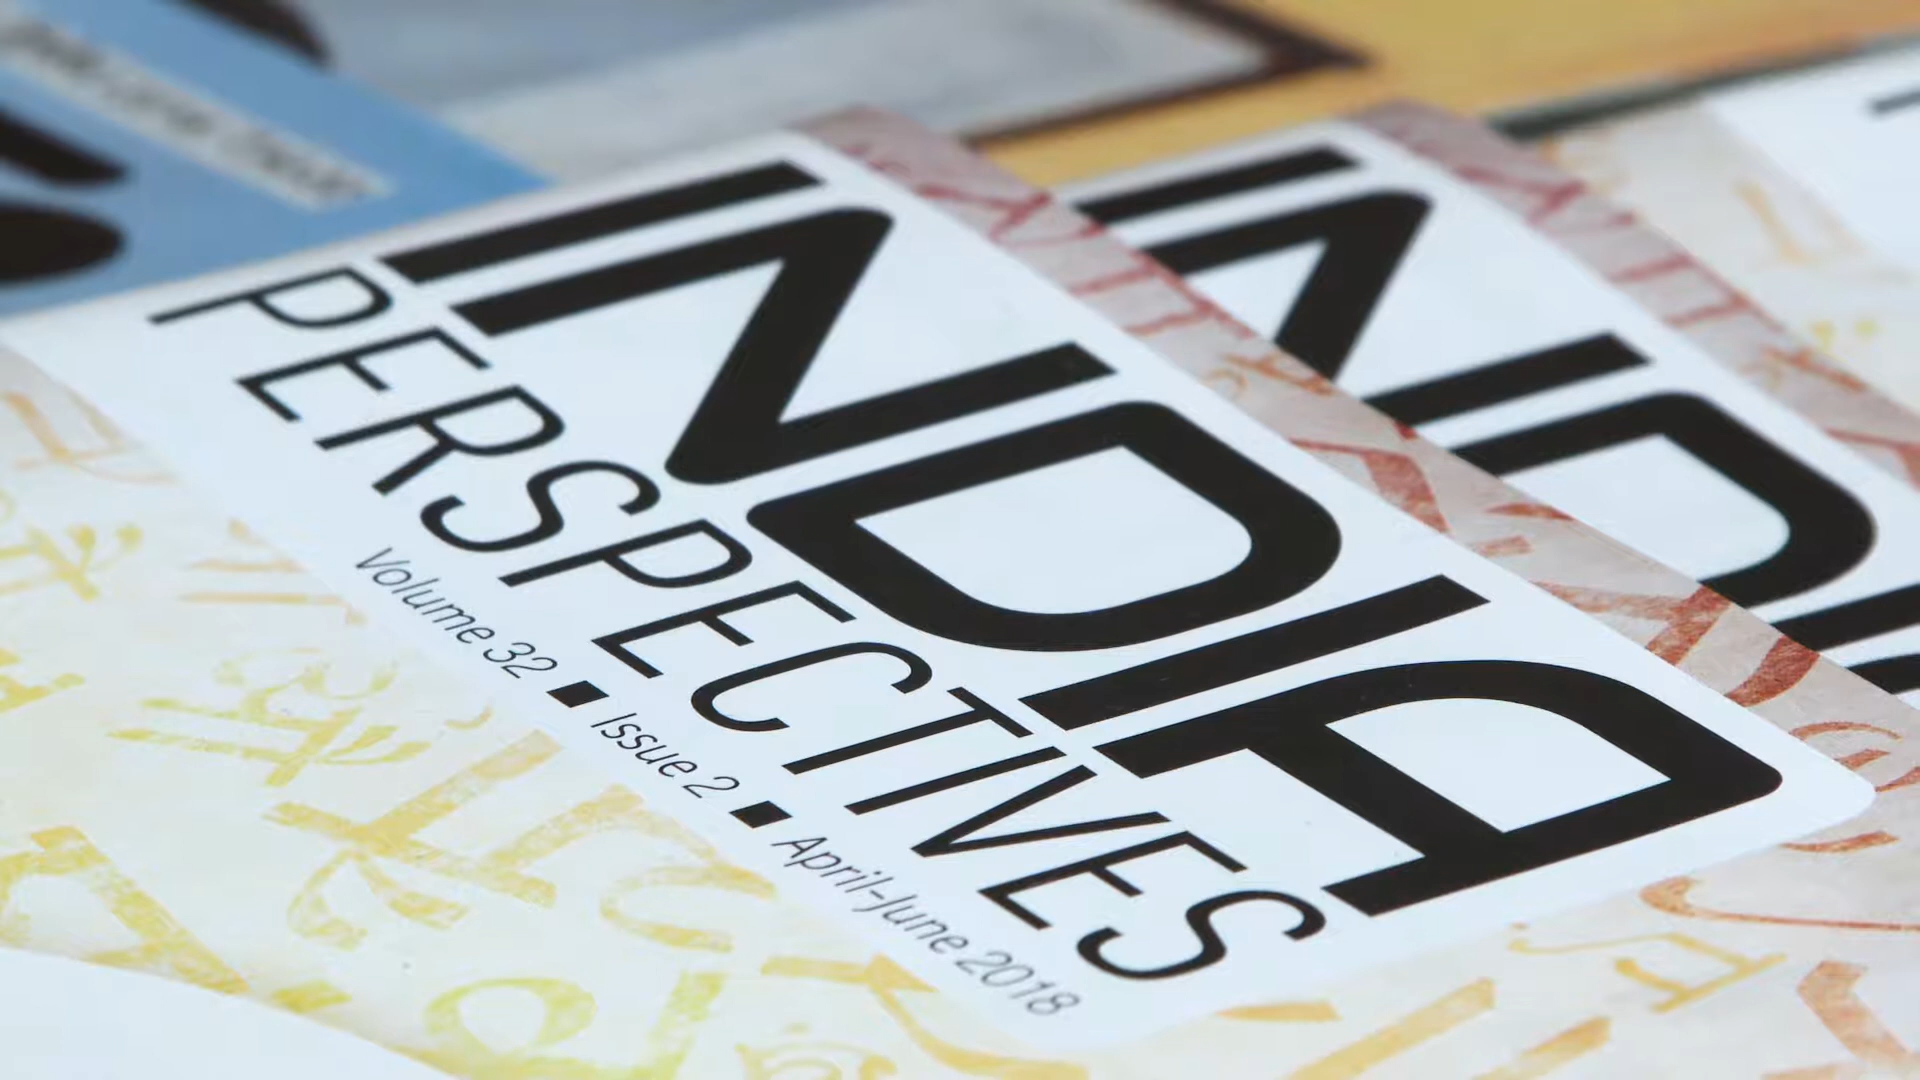 INDIA
PERSPECTIVES
Volume 32 ■ Issue 2 ■ April-June 2018
INDIA